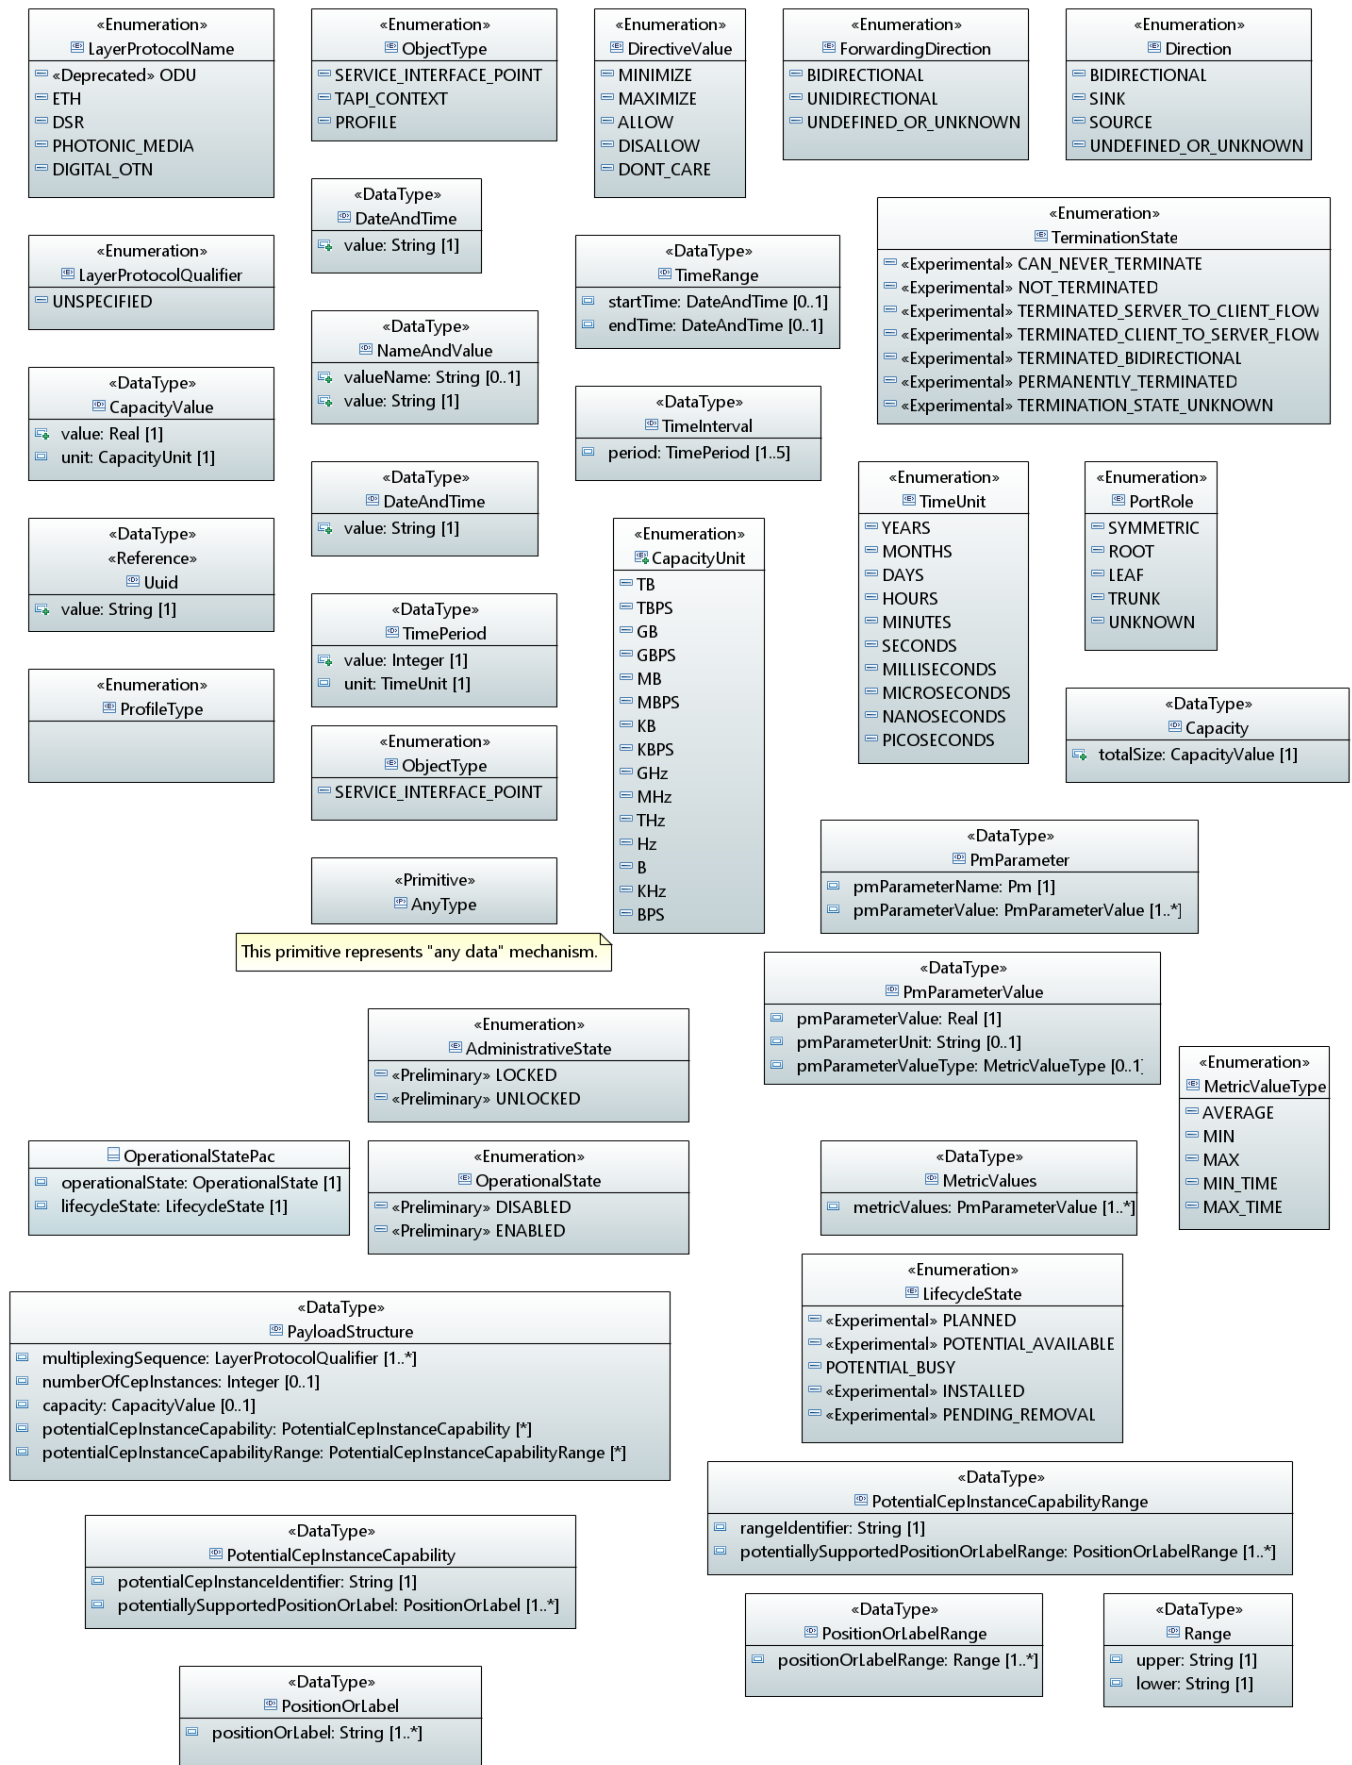 «Enumeration»
LayerProtocolName
«Deprecated» ODU
ETH
DSR
PHOTONIC_MEDIA
DIGITAL_OTN
«Enumeration»
ObjectType
SERVICE_INTERFACE_POINT
TAPI_CONTEXT
PROFILE
«Enumeration»
DirectiveValue
MINIMIZE
MAXIMIZE
ALLOW
DISALLOW
DONT_CARE
«Enumeration»
ForwardingDirection
BIDIRECTIONAL
UNIDIRECTIONAL
UNDEFINED_OR_UNKNOWN
«Enumeration»
Direction
BIDIRECTIONAL
SINK
SOURCE
UNDEFINED_OR_UNKNOWN
«DataType»
DateAndTime
value: String [1]
«Enumeration»
TerminationState
«Experimental» CAN_NEVER_TERMINATE
«Experimental» NOT_TERMINATED
«Experimental» TERMINATED_SERVER_TO_CLIENT_FLOW
«Experimental» TERMINATED_CLIENT_TO_SERVER_FLOW
«Experimental» TERMINATED_BIDIRECTIONAL
«Experimental» PERMANENTLY_TERMINATED
«Experimental» TERMINATION_STATE_UNKNOWN
«Enumeration»
LayerProtocolQualifier
UNSPECIFIED
«DataType»
TimeRange
startTime: DateAndTime [0..1]
endTime: DateAndTime [0..1]
«DataType»
NameAndValue
valueName: String [0..1]
value: String [1]
«DataType»
CapacityValue
value: Real [1]
unit: CapacityUnit [1]
«DataType»
TimeInterval
period: TimePeriod [1..5]
«DataType»
DateAndTime
value: String [1]
«Enumeration»
TimeUnit
YEARS
MONTHS
DAYS
HOURS
MINUTES
SECONDS
MILLISECONDS
MICROSECONDS
NANOSECONDS
PICOSECONDS
«Enumeration»
PortRole
SYMMETRIC
ROOT
LEAF
TRUNK
UNKNOWN
«DataType»
«Reference»
Uuid
value: String [1]
«Enumeration»
CapacityUnit
TB
TBPS
GB
GBPS
MB
MBPS
KB
KBPS
GHz
MHz
THz
Hz
B
KHz
BPS
«DataType»
TimePeriod
value: Integer [1]
unit: TimeUnit [1]
«Enumeration»
ProfileType
«DataType»
Capacity
totalSize: CapacityValue [1]
«Enumeration»
ObjectType
SERVICE_INTERFACE_POINT
«DataType»
PmParameter
pmParameterName: Pm [1]
pmParameterValue: PmParameterValue [1..*]
«Primitive»
AnyType
This primitive represents "any data" mechanism.
«DataType»
PmParameterValue
pmParameterValue: Real [1]
pmParameterUnit: String [0..1]
pmParameterValueType: MetricValueType [0..1]
«Enumeration»
AdministrativeState
«Preliminary» LOCKED
«Preliminary» UNLOCKED
«Enumeration»
MetricValueType
AVERAGE
MIN
MAX
MIN_TIME
MAX_TIME
OperationalStatePac
operationalState: OperationalState [1]
lifecycleState: LifecycleState [1]
«Enumeration»
OperationalState
«Preliminary» DISABLED
«Preliminary» ENABLED
«DataType»
MetricValues
metricValues: PmParameterValue [1..*]
«Enumeration»
LifecycleState
«Experimental» PLANNED
«Experimental» POTENTIAL_AVAILABLE
POTENTIAL_BUSY
«Experimental» INSTALLED
«Experimental» PENDING_REMOVAL
«DataType»
PayloadStructure
multiplexingSequence: LayerProtocolQualifier [1..*]
numberOfCepInstances: Integer [0..1]
capacity: CapacityValue [0..1]
potentialCepInstanceCapability: PotentialCepInstanceCapability [*]
potentialCepInstanceCapabilityRange: PotentialCepInstanceCapabilityRange [*]
«DataType»
PotentialCepInstanceCapabilityRange
rangeIdentifier: String [1]
potentiallySupportedPositionOrLabelRange: PositionOrLabelRange [1..*]
«DataType»
PotentialCepInstanceCapability
potentialCepInstanceIdentifier: String [1]
potentiallySupportedPositionOrLabel: PositionOrLabel [1..*]
«DataType»
PositionOrLabelRange
positionOrLabelRange: Range [1..*]
«DataType»
Range
upper: String [1]
lower: String [1]
«DataType»
PositionOrLabel
positionOrLabel: String [1..*]